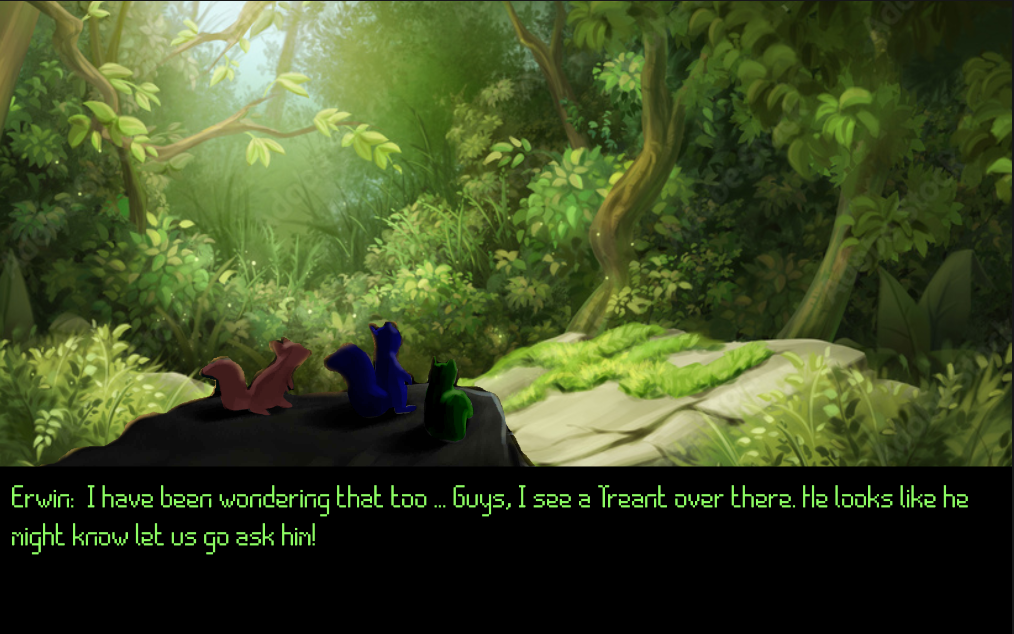 Erwin:  I have been wondering that too ... Guys, I see a Treant over there. He looks like he
might know let us go ask him!